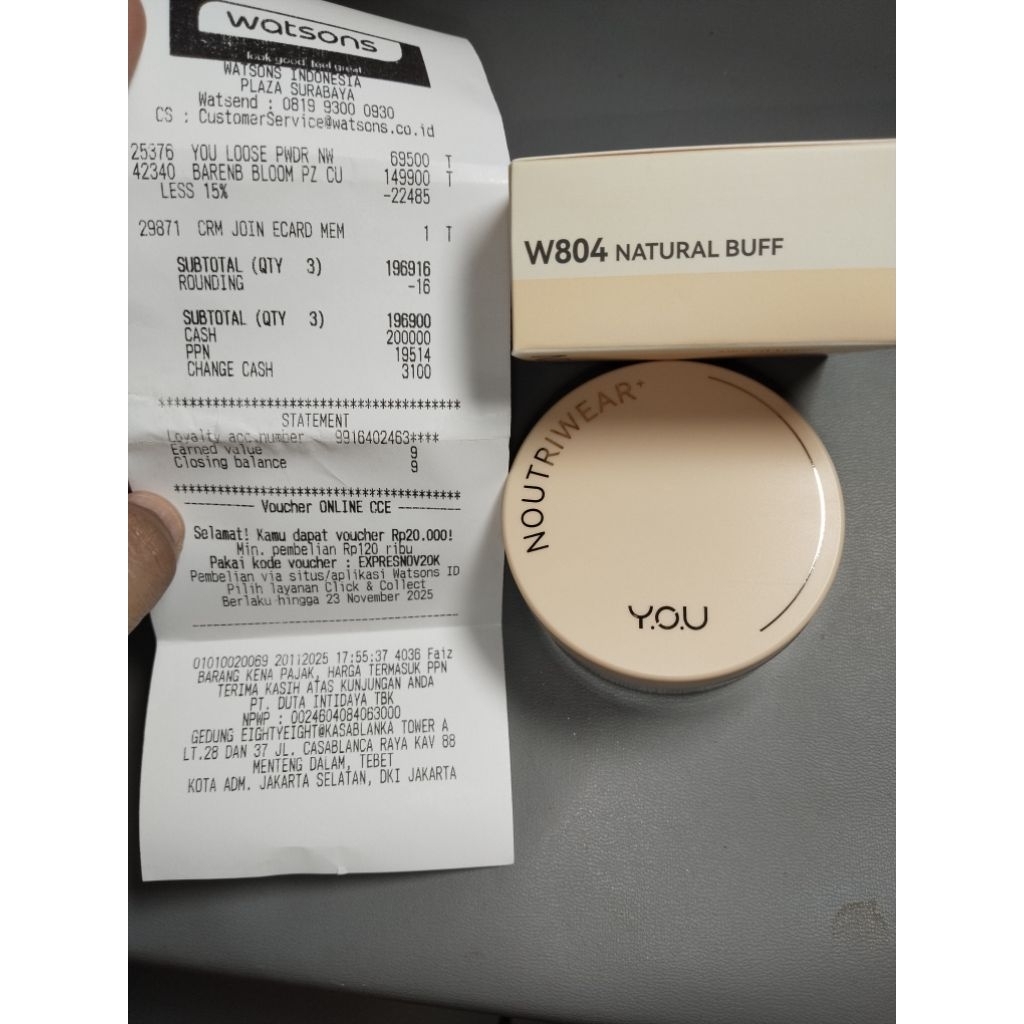 watsons
look good feel great
WATSONS INDONESIA
PLAZA SURABAYA
Watsend : 0819 9300 0930
CS : CustomerService@watsons.co.id
25376 YOU LOOSE PWDR NW 69500 T
42340 BARENB BLOOM PZ CU 149900 T
LESS 15% -22485
29871 CRM JOIN ECARD MEM 1 T
SUBTOTAL (QTY 3) 196916
ROUNDING -16
SUBTOTAL (QTY 3) 196900
CASH 200000
PPN 19514
CHANGE CASH 3100
****************************************
STATEMENT
Loyalty acc.number 9916402463****
Earned value 9
Closing balance 9
****************************************
---------- Voucher ONLINE CCE ----------
Selamat! Kamu dapat voucher Rp20.000!
Min. pembelian Rp120 ribu
Pakai kode voucher : EXPRESNOV20K
Pembelian via situs/aplikasi Watsons ID
Pilih layanan Click & Collect
Berlaku hingga 23 November 2025
----------------------------------------
01010020069 20112025 17:55:37 4036 Faiz
BARANG KENA PAJAK, HARGA TERMASUK PPN
TERIMA KASIH ATAS KUNJUNGAN ANDA
PT. DUTA INTIDAYA TBK
NPWP : 0024604084063000
GEDUNG EIGHTYEIGHT@KASABLANKA TOWER A
LT.28 DAN 37 JL. CASABLANCA RAYA KAV 88
MENTENG DALAM, TEBET
KOTA ADM. JAKARTA SELATAN, DKI JAKARTA
W804 NATURAL BUFF
NOUTRIWEAR+
Y.O.U